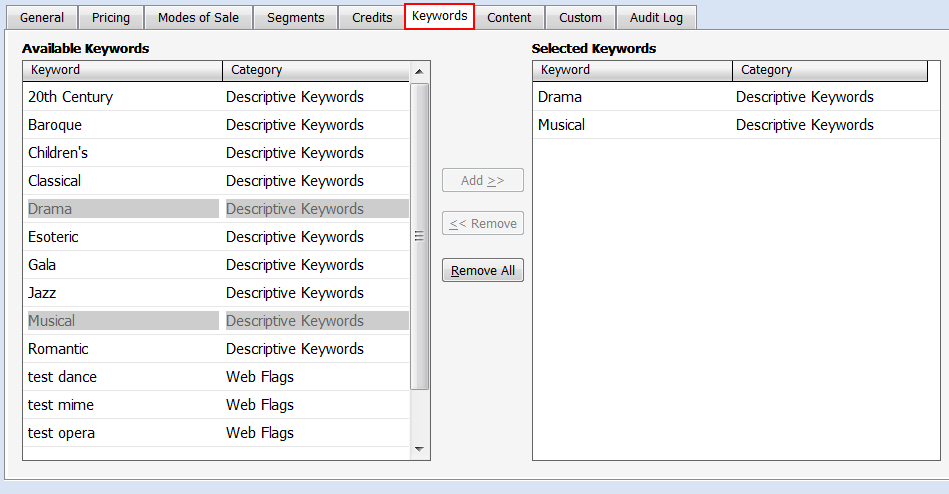 General Pricing Modes of Sale Segments Credits Keywords Content Custom Audit Log
Available Keywords
Keyword Category
20th Century Descriptive Keywords
Baroque Descriptive Keywords
Children's Descriptive Keywords
Classical Descriptive Keywords
Drama Descriptive Keywords
Esoteric Descriptive Keywords
Gala Descriptive Keywords
Jazz Descriptive Keywords
Musical Descriptive Keywords
Romantic Descriptive Keywords
test dance Web Flags
test mime Web Flags
test opera Web Flags
Add >>
<< Remove
Remove All
Selected Keywords
Keyword Category
Drama Descriptive Keywords
Musical Descriptive Keywords